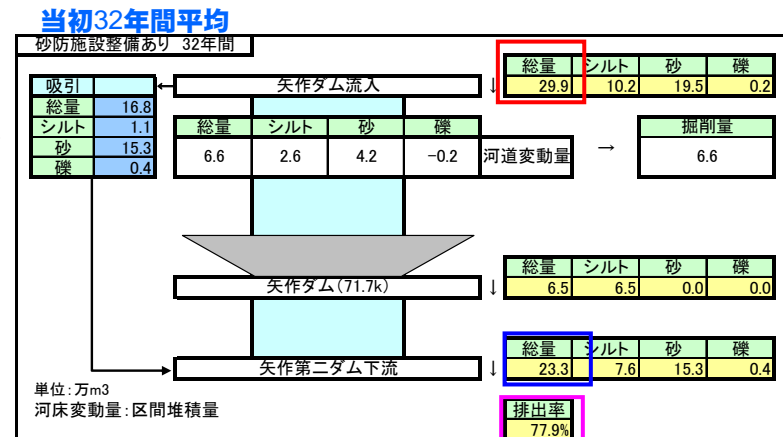 当初32年間平均
砂防施設整備あり 32年間
総量 シルト 砂 礫
29.9 10.2 19.5 0.2
吸引
総量 16.8
シルト 1.1
砂 15.3
礫 0.4
← 矢作ダム流入 ↓
総量 シルト 砂 礫
6.6 2.6 4.2 -0.2 河道変動量 →
掘削量
6.6
総量 シルト 砂 礫
矢作ダム(71.7k) ↓ 6.5 6.5 0.0 0.0
総量 シルト 砂 礫
矢作第二ダム下流 ↓ 23.3 7.6 15.3 0.4
単位:万m3
河床変動量:区間堆積量
排出率
77.9%